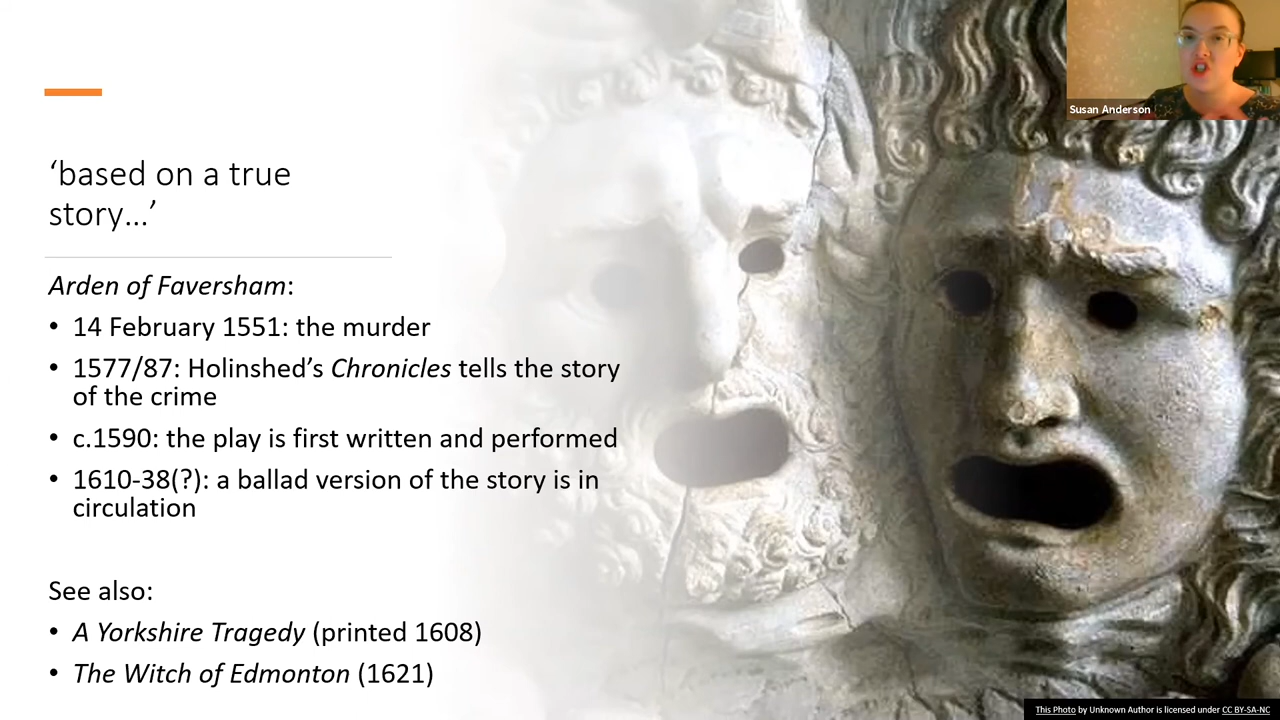 Susan Anderson
‘based on a true
story...’
Arden of Faversham:
• 14 February 1551: the murder
• 1577/87: Holinshed’s Chronicles tells the story
of the crime
• c.1590: the play is first written and performed
• 1610-38(?): a ballad version of the story is in
circulation
See also:
• A Yorkshire Tragedy (printed 1608)
• The Witch of Edmonton (1621)
This Photo by Unknown Author is licensed under CC BY-SA-NC